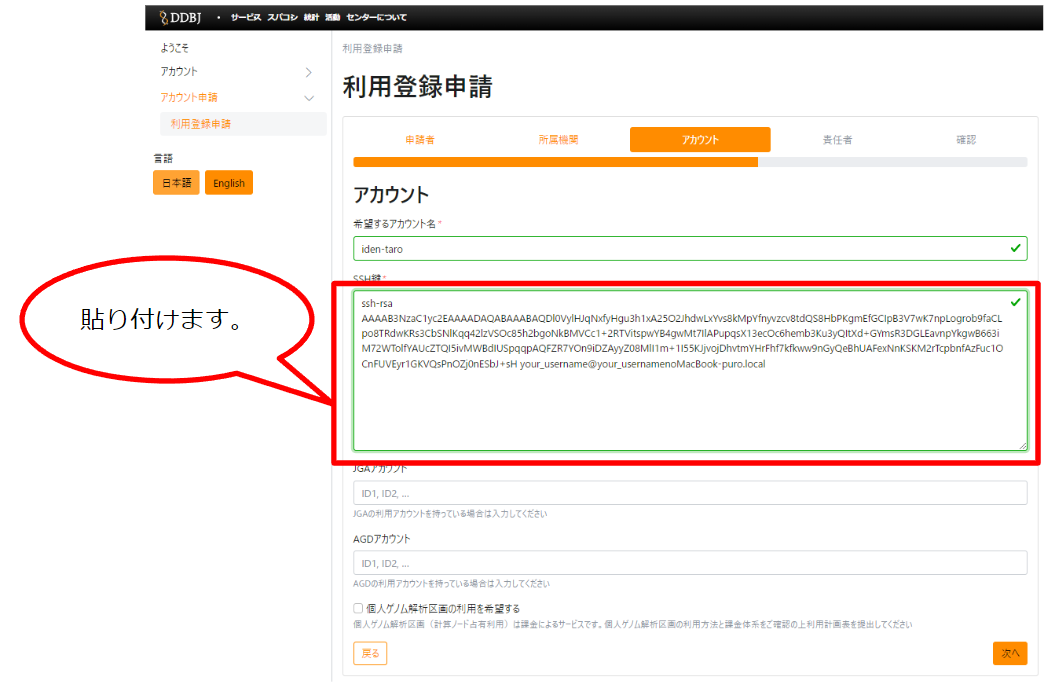 DDBJ ・ サービス スパコン 統計 活動 センターについて
ようこそ
アカウント
アカウント申請
利用登録申請
言語
日本語 English
利用登録申請
利用登録申請
申請者 所属機関 アカウント 責任者 確認
アカウント
希望するアカウント名 *
iden-taro
SSH鍵 *
貼り付けます。
ssh-rsa
AAAAB3NzaC1yc2EAAAADAQABAAABAQDl0VylHJqNxfyHgu3h1xA25O2JhdwLxYvs8kMpYfnyvzcv8tdQS8HbPKgmEfGCIpB3V7wK7npLogrob9faCL
po8TRdwKRs3CbSNlKqq42lzVSOc85h2bgoNkBMVCc1+2RTVitspwYB4gwMt7IlAPupqsX13ecOc6hemb3Ku3yQItXd+GYmsR3DGLEavnpYkgwB663i
M72WTolfYAUcZTQI5ivMWBdIUSpqqpAQFZR7YOn9iDZAyyZ08MlI1m+1I55KJjvojDhvtmYHrFhf7kfkww9nGyQeBhUAFexNnKSKM2rTcpbnfAzFuc1O
CnFUVEyr1GKVQsPnOZj0nESbJ+sH your_username@your_usernamenoMacBook-puro.local
JGAアカウント
ID1, ID2, ...
JGAの利用アカウントを持っている場合は入力してください
AGDアカウント
ID1, ID2, ...
AGDの利用アカウントを持っている場合は入力してください
個人ゲノム解析区画の利用を希望する
個人ゲノム解析区画（計算ノード占有利用）は課金によるサービスです。個人ゲノム解析区画の利用方法と課金体系をご確認の上利用計画表を提出してください
戻る 次へ